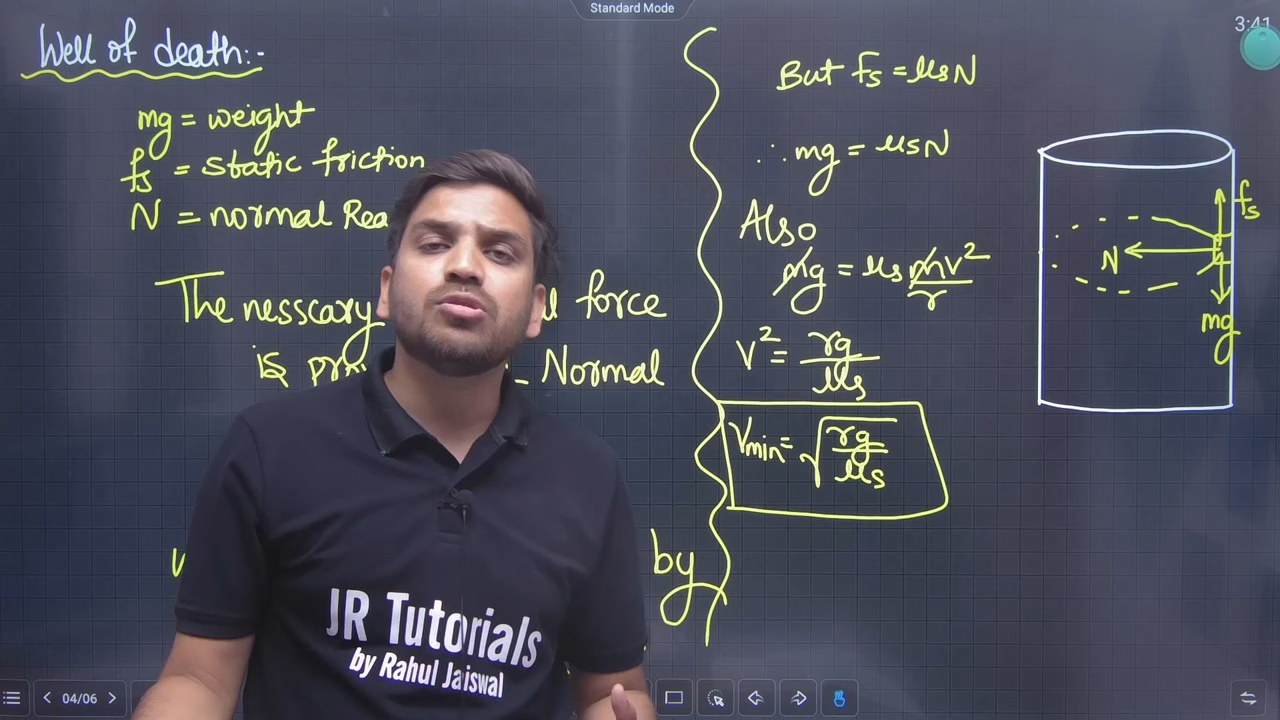 Standard Mode
3:41
Well of death:-
mg = weight
fs = static friction
N = normal Rea
The nesscary l force
is pro Normal
by
But fs = μsN
∴ mg = μsN
Also
mg = μs mv²/r
V² = rg/μs
Vmin = √rg/μs
fs
N
mg
JR Tutorials
by Rahul Jaiswal
04/06